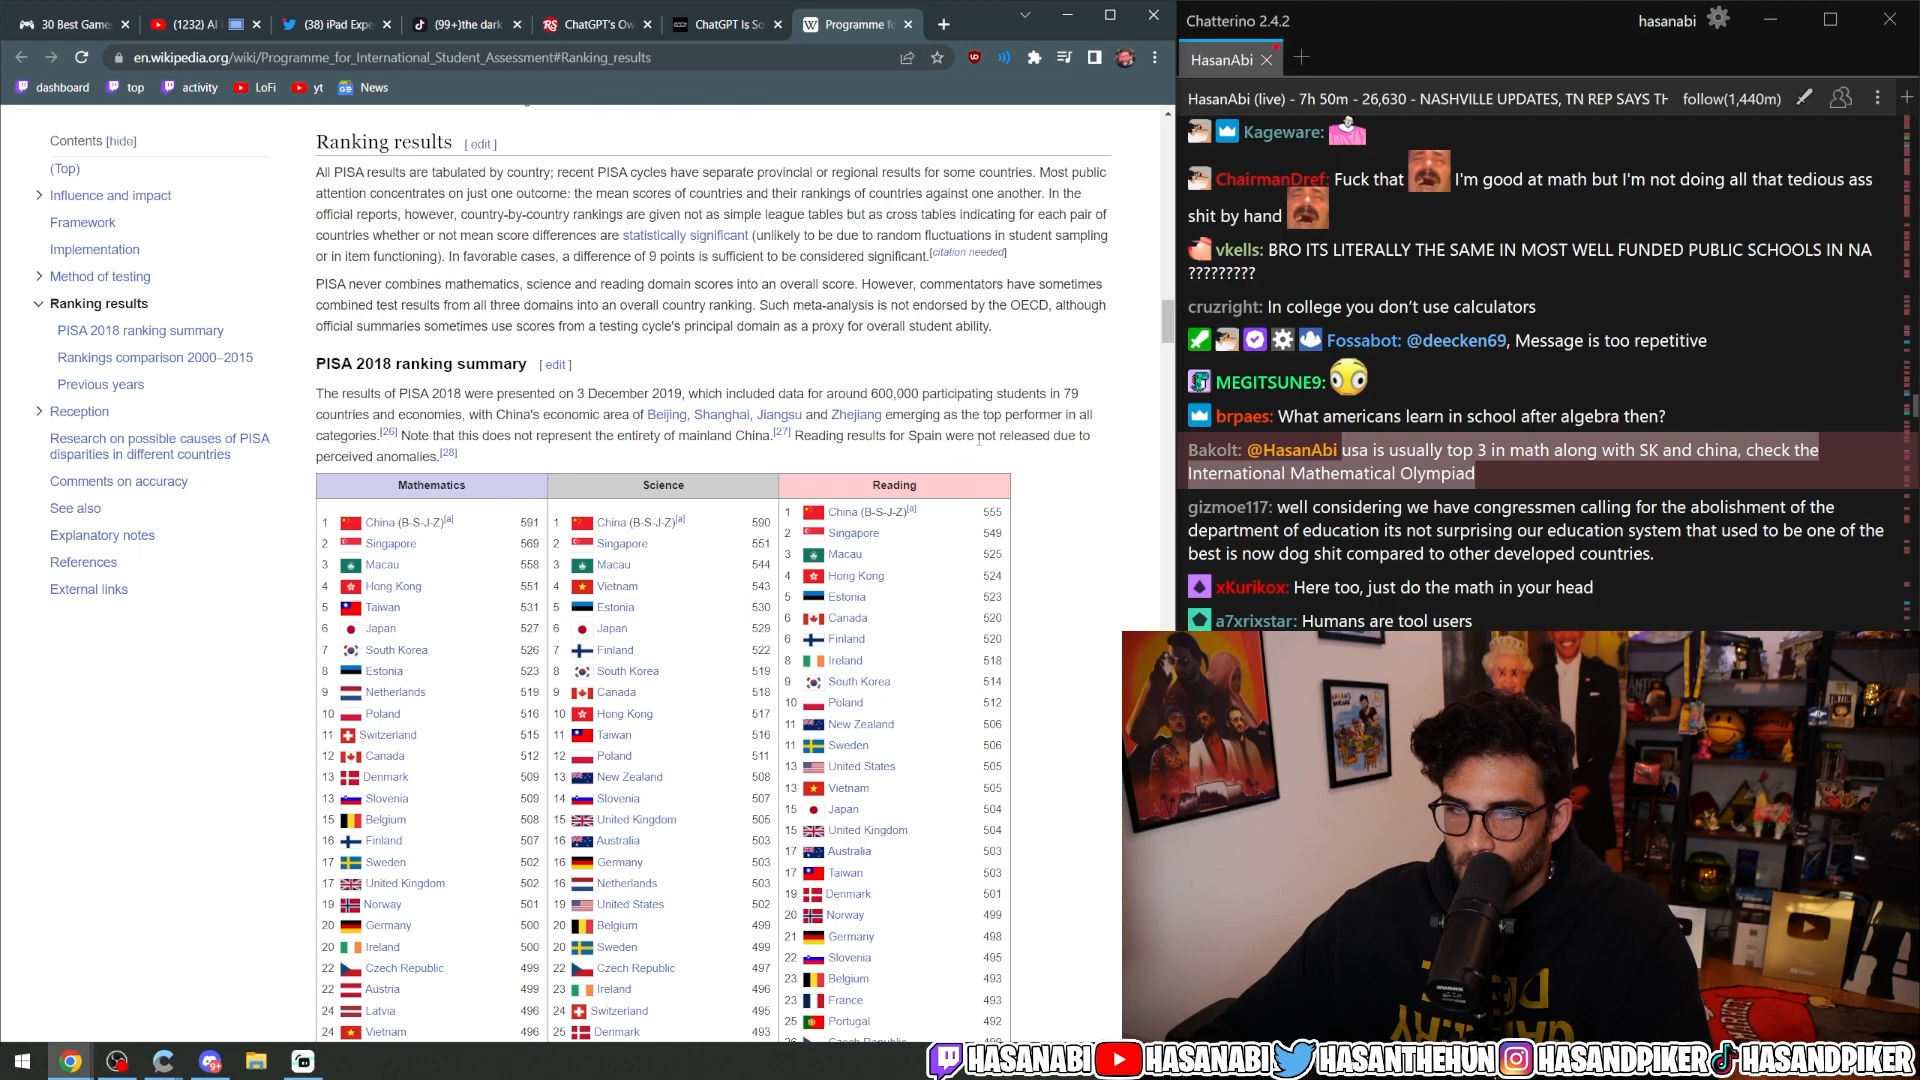 30 Best Game
(1232) AI i
(38) iPad Expe
(99+)the dark
ChatGPT's Ow
ChatGPT Is So
Programme fo
en.wikipedia.org/wiki/Programme_for_International_Student_Assessment#Ranking_results
dashboard
top
activity
LoFi
yt
News
Contents [hide]
(Top)
Influence and impact
Framework
Implementation
Method of testing
Ranking results
PISA 2018 ranking summary
Rankings comparison 2000–2015
Previous years
Reception
Research on possible causes of PISA
disparities in different countries
Comments on accuracy
See also
Explanatory notes
References
External links
Ranking results [ edit ]
All PISA results are tabulated by country; recent PISA cycles have separate provincial or regional results for some countries. Most public
attention concentrates on just one outcome: the mean scores of countries and their rankings of countries against one another. In the
official reports, however, country-by-country rankings are given not as simple league tables but as cross tables indicating for each pair of
countries whether or not mean score differences are statistically significant (unlikely to be due to random fluctuations in student sampling
or in item functioning). In favorable cases, a difference of 9 points is sufficient to be considered significant.[citation needed]
PISA never combines mathematics, science and reading domain scores into an overall score. However, commentators have sometimes
combined test results from all three domains into an overall country ranking. Such meta-analysis is not endorsed by the OECD, although
official summaries sometimes use scores from a testing cycle's principal domain as a proxy for overall student ability.
PISA 2018 ranking summary [ edit ]
The results of PISA 2018 were presented on 3 December 2019, which included data for around 600,000 participating students in 79
countries and economies, with China's economic area of Beijing, Shanghai, Jiangsu and Zhejiang emerging as the top performer in all
categories.[26] Note that this does not represent the entirety of mainland China.[27] Reading results for Spain were not released due to
perceived anomalies.[28]
Mathematics
1 China (B-S-J-Z)[a] 591
2 Singapore 569
3 Macau 558
4 Hong Kong 551
5 Taiwan 531
6 Japan 527
7 South Korea 526
8 Estonia 523
9 Netherlands 519
10 Poland 516
11 Switzerland 515
12 Canada 512
13 Denmark 509
13 Slovenia 509
15 Belgium 508
16 Finland 507
17 Sweden 502
17 United Kingdom 502
19 Norway 501
20 Germany 500
20 Ireland 500
22 Czech Republic 499
22 Austria 499
24 Latvia 496
24 Vietnam 496
Science
1 China (B-S-J-Z)[a] 590
2 Singapore 551
3 Macau 544
4 Vietnam 543
5 Estonia 530
6 Japan 529
7 Finland 522
8 South Korea 519
9 Canada 518
10 Hong Kong 517
11 Taiwan 516
12 Poland 511
13 New Zealand 508
14 Slovenia 507
15 United Kingdom 505
16 Australia 503
16 Germany 503
16 Netherlands 503
19 United States 502
20 Belgium 499
20 Sweden 499
22 Czech Republic 497
23 Ireland 496
24 Switzerland 495
25 Denmark 493
Reading
1 China (B-S-J-Z)[a] 555
2 Singapore 549
3 Macau 525
4 Hong Kong 524
5 Estonia 523
6 Canada 520
6 Finland 520
8 Ireland 518
9 South Korea 514
10 Poland 512
11 New Zealand 506
11 Sweden 506
13 United States 505
13 Vietnam 505
15 Japan 504
15 United Kingdom 504
17 Australia 503
17 Taiwan 503
19 Denmark 501
20 Norway 499
21 Germany 498
22 Slovenia 495
23 Belgium 493
23 France 493
25 Portugal 492
Chatterino 2.4.2
hasanabi
HasanAbi
HasanAbi (live) - 7h 50m - 26,630 - NASHVILLE UPDATES, TN REP SAYS TH follow(1,440m)
Kageware:
ChairmanDref: Fuck that I'm good at math but I'm not doing all that tedious ass
shit by hand
vkells: BRO ITS LITERALLY THE SAME IN MOST WELL FUNDED PUBLIC SCHOOLS IN NA
?????????
cruzright: In college you don't use calculators
Fossabot: @deecken69, Message is too repetitive
MEGITSUNE9:
brpaes: What americans learn in school after algebra then?
Bakolt: @HasanAbi usa is usually top 3 in math along with SK and china, check the
International Mathematical Olympiad
gizmoe117: well considering we have congressmen calling for the abolishment of the
department of education its not surprising our education system that used to be one of the
best is now dog shit compared to other developed countries.
xKurikox: Here too, just do the math in your head
a7xrixstar: Humans are tool users
HASANABI HASANABI HASANTHEHUN HASANDPIKER HASANDPIKER